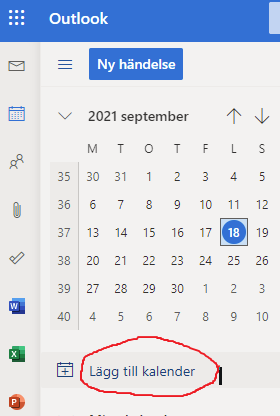 Outlook
Ny händelse
2021 september
M T O T F L S
35 30 31 1 2 3 4 5
36 6 7 8 9 10 11 12
37 13 14 15 16 17 18 19
38 20 21 22 23 24 25 26
39 27 28 29 30 1 2 3
40 4 5 6 7 8 9 10
Lägg till kalender